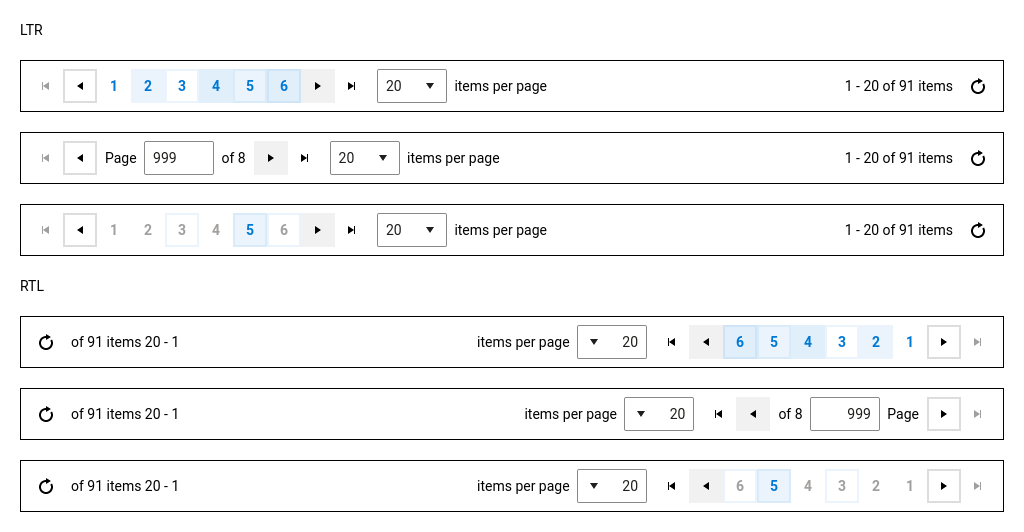 LTR
1 2 3 4 5 6 20 items per page 1 - 20 of 91 items
Page 999 of 8 20 items per page 1 - 20 of 91 items
1 2 3 4 5 6 20 items per page 1 - 20 of 91 items
RTL
of 91 items 20 - 1 items per page 20 6 5 4 3 2 1
of 91 items 20 - 1 items per page 20 of 8 999 Page
of 91 items 20 - 1 items per page 20 6 5 4 3 2 1